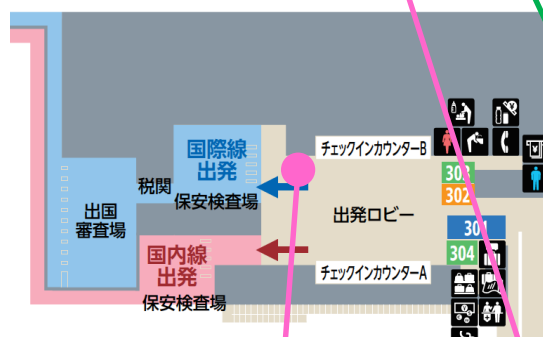 国際線
出発
チェックインカウンターB
税関
保安検査場
303
302
出国
審査場
出発ロビー
301
国内線
出発
304
チェックインカウンターA
保安検査場